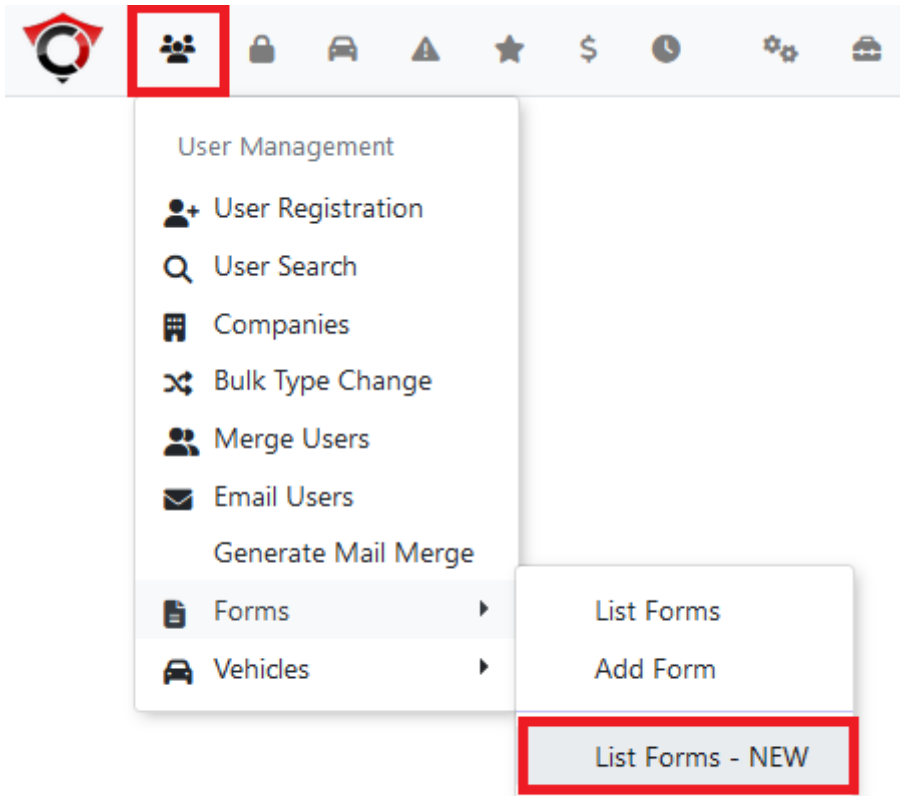 $
User Management
User Registration
User Search
Companies
Bulk Type Change
Merge Users
Email Users
Generate Mail Merge
Forms
Vehicles
List Forms
Add Form
List Forms - NEW